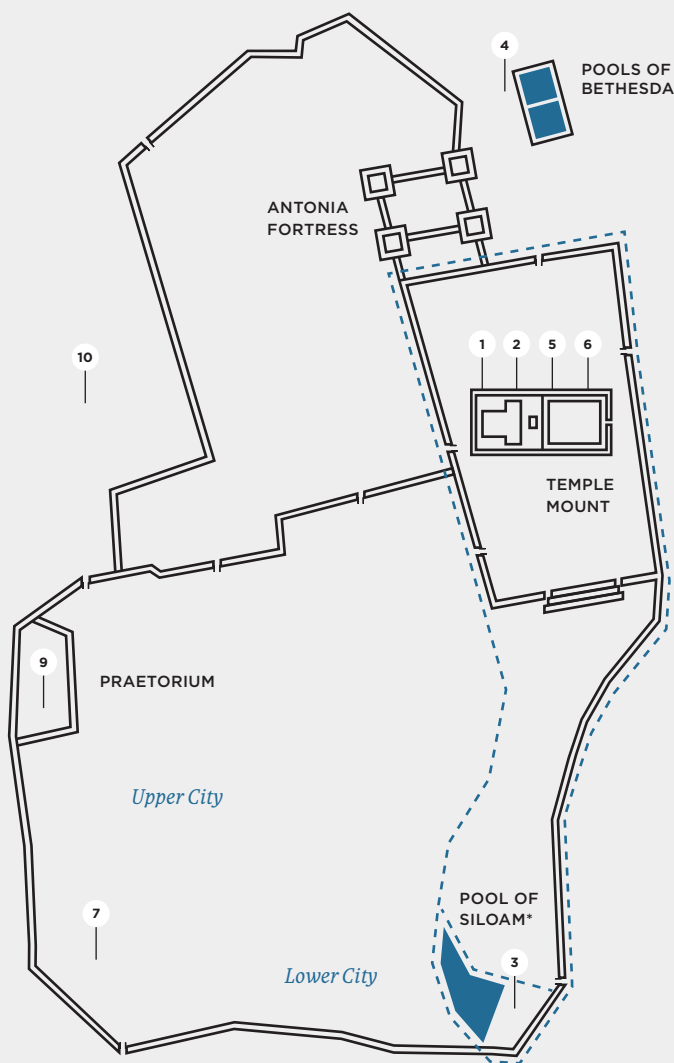 4
POOLS OF
BETHESDA
ANTONIA
FORTRESS
10
1
2
5
6
TEMPLE
MOUNT
9
PRAETORIUM
Upper City
7
POOL OF
SILOAM*
3
Lower City